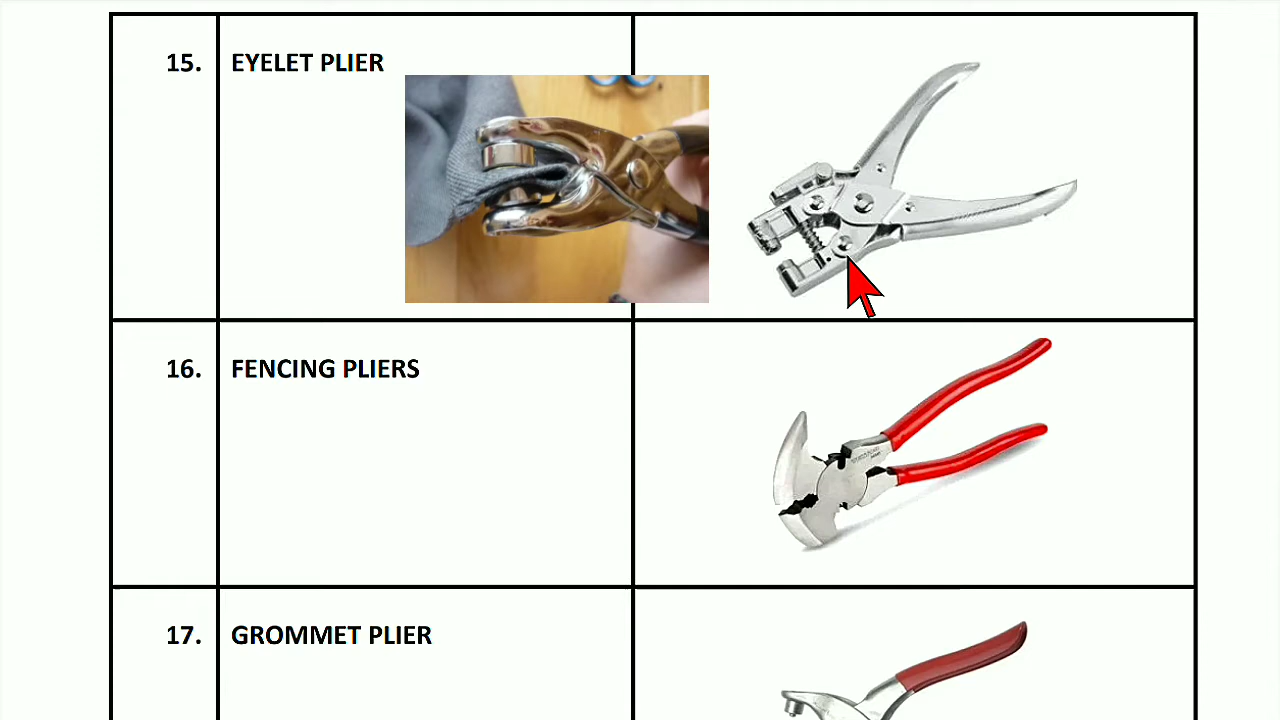 15. EYELET PLIER
16. FENCING PLIERS
17. GROMMET PLIER